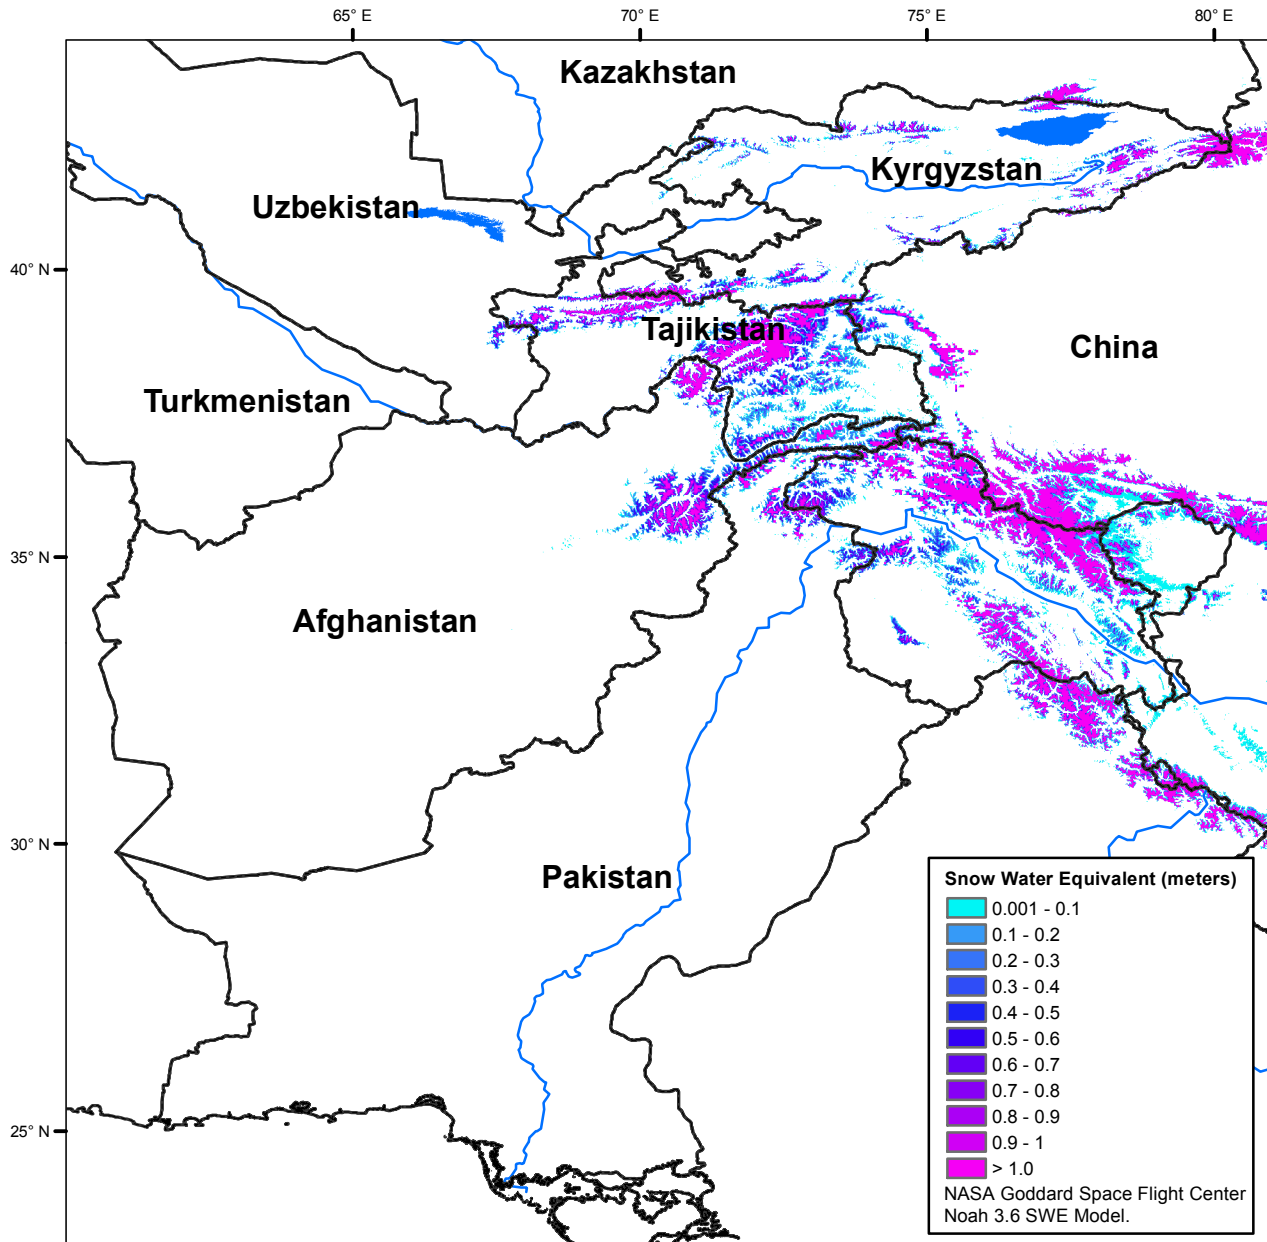 65° E
70° E
75° E
80° E
Kazakhstan
Kyrgyzstan
Uzbekistan
40° N
Tajikistan
China
Turkmenistan
35° N
Afghanistan
30° N
Pakistan
25° N
Snow Water Equivalent (meters)
0.001 - 0.1
0.1 - 0.2
0.2 - 0.3
0.3 - 0.4
0.4 - 0.5
0.5 - 0.6
0.6 - 0.7
0.7 - 0.8
0.8 - 0.9
0.9 - 1
> 1.0
NASA Goddard Space Flight Center
Noah 3.6 SWE Model.